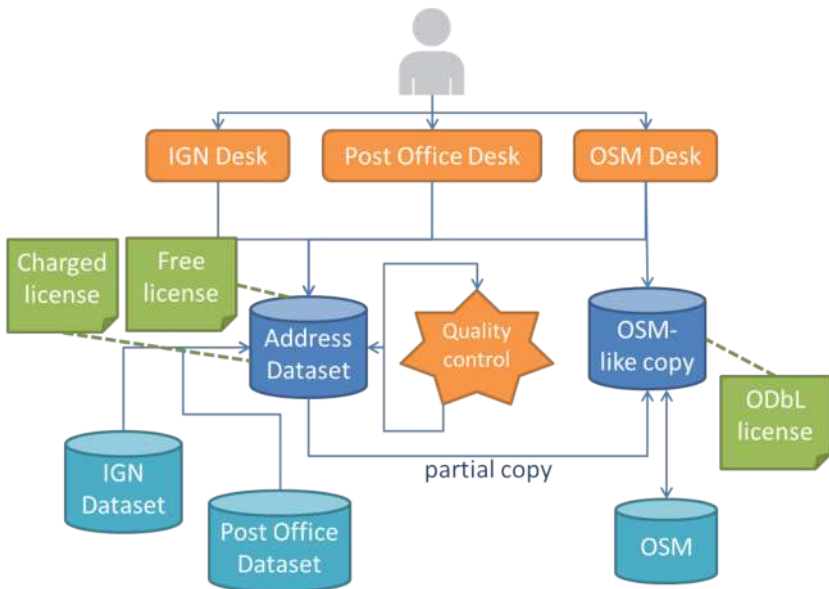 IGN Desk
Post Office Desk
OSM Desk
Charged
license
Free
license
Address
Dataset
Quality
control
OSM-
like copy
ODbL
license
partial copy
IGN
Dataset
Post Office
Dataset
OSM